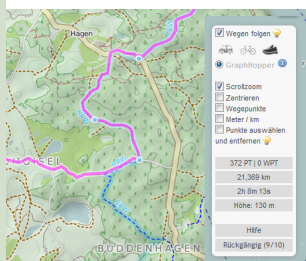 Hagen
MOISEL
BUDDENHAGEN
Wegen folgen
GraphHopper
Scrollzoom
Zentrieren
Wegepunkte
Meter / km
Punkte auswählen
und entfernen
372 PT | 0 WPT
21,369 km
2h 8m 13s
Höhe: 130 m
Hilfe
Rückgängig (9/10)